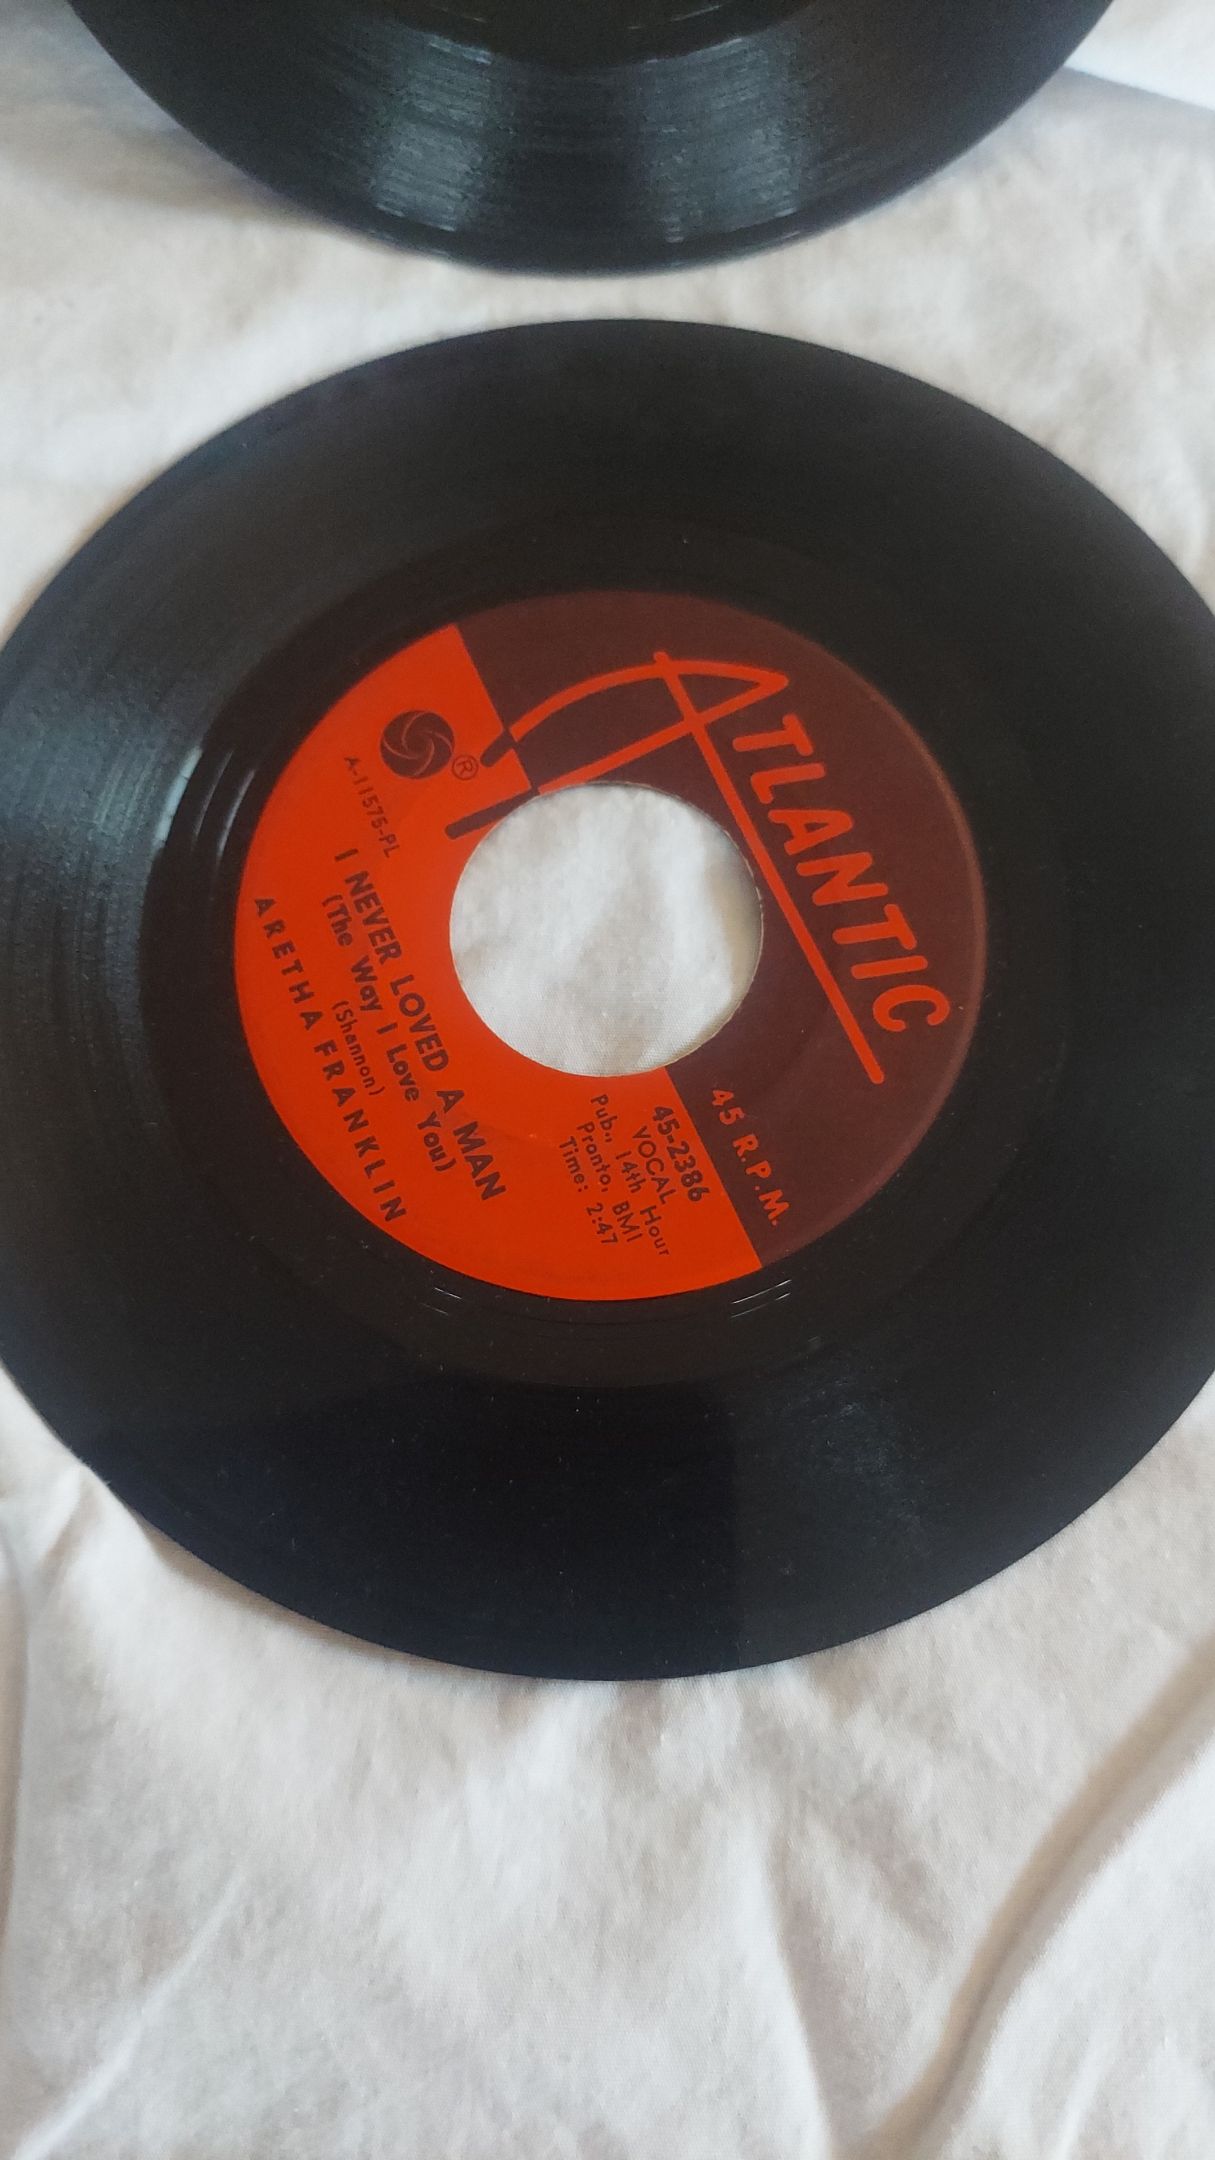 ATLANTIC
45 R.P.M.
®
A-11575-PL
45-2386
VOCAL
Pub., 14th Hour
Pronto, BMI
Time: 2:47
I NEVER LOVED A MAN
(The Way I Love You)
(Shannon)
ARETHA FRANKLIN